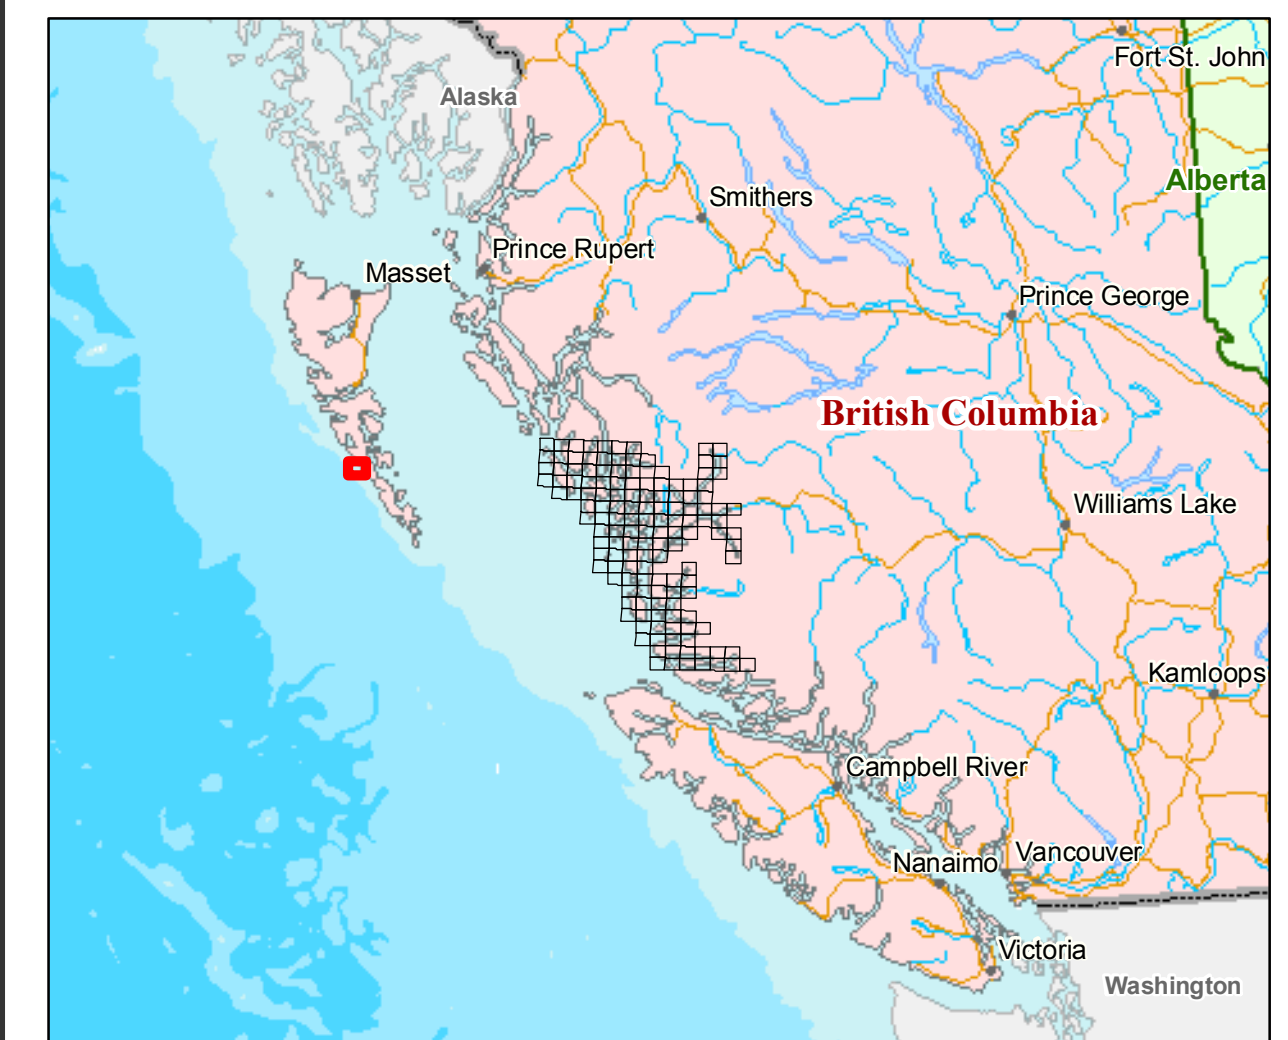 Fort St. John
Alaska
Alberta
Smithers
Prince Rupert
Masset
Prince George
British Columbia
Williams Lake
Kamloops
Campbell River
Vancouver
Nanaimo
Victoria
Washington